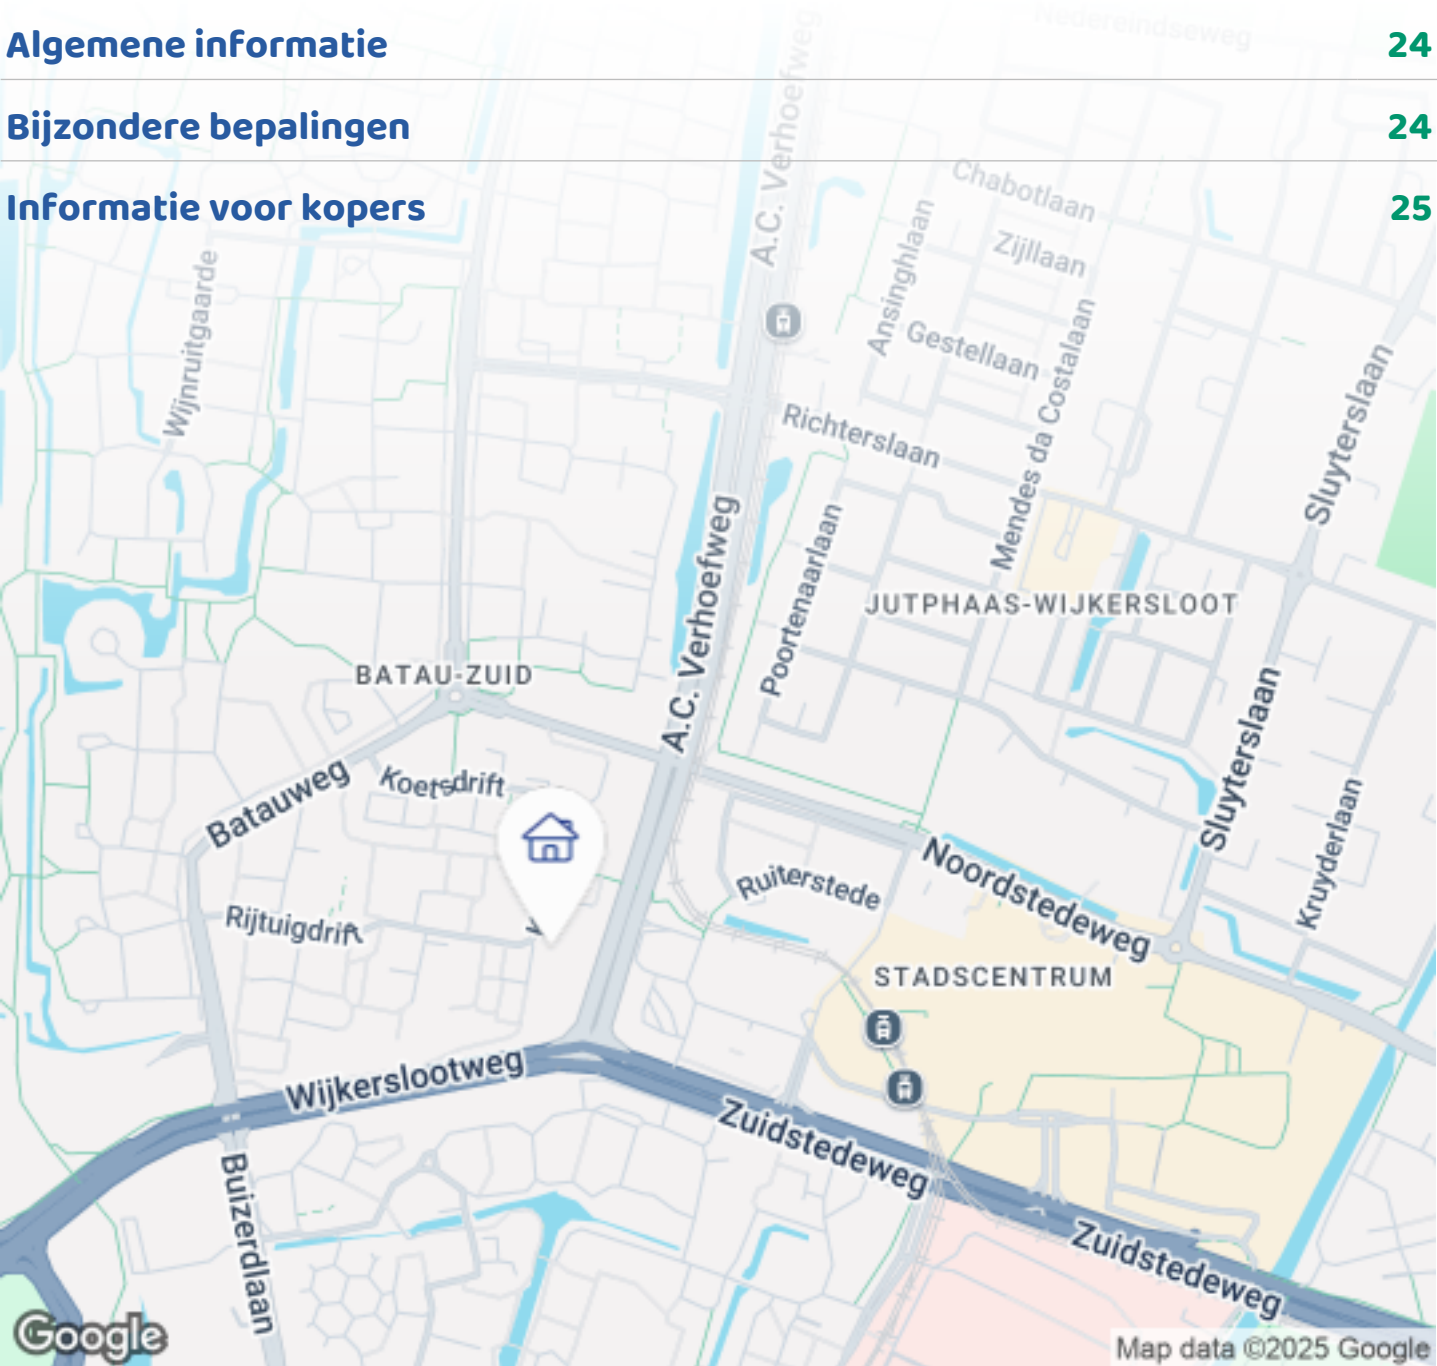 Algemene informatie 24
Bijzondere bepalingen 24
Informatie voor kopers 25
Nedereindseweg
A.C. Verhoefweg
Chabotlaan
Zijllaan
Ansinghlaan
Gestellaan
Mendes da Costalaan
Wijnruitgaarde
Richterslaan
Sluyterslaan
A.C. Verhoefweg
Poortenaarlaan
JUTPHAAS-WIJKERSLOOT
BATAU-ZUID
Sluyterslaan
Koetsdrift
Batauweg
Kruyderlaan
Ruiterstede
Noordstedeweg
Rijtuigdrift
STADSCENTRUM
Wijkerslootweg
Zuidstedeweg
Buizerdlaan
Zuidstedeweg
Google
Map data ©2025 Google